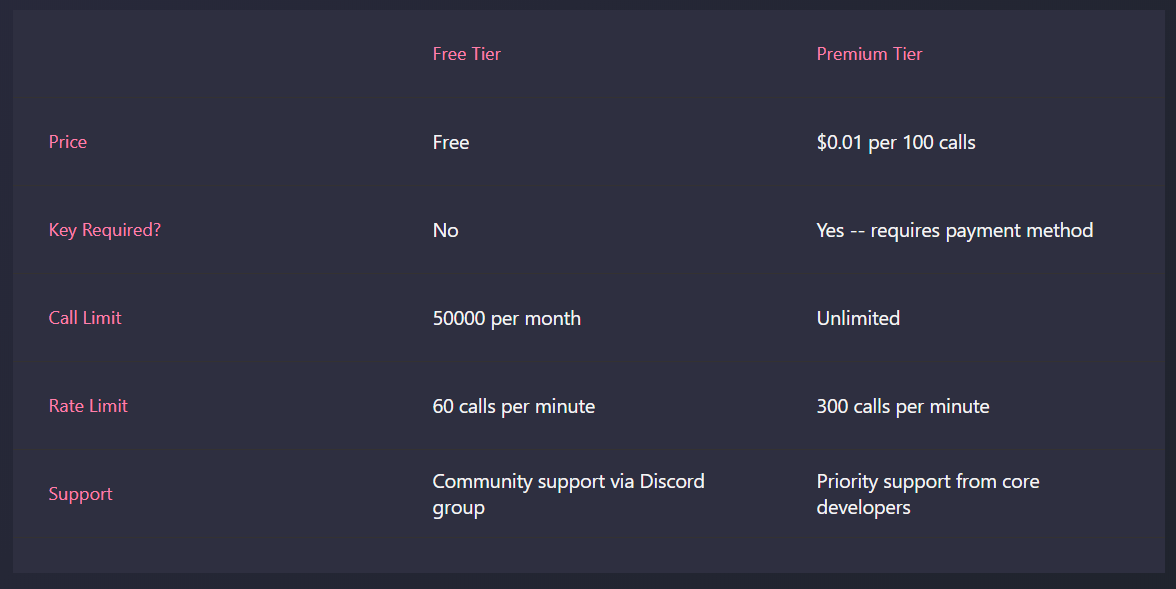 Free Tier
Premium Tier
Price
Free
$0.01 per 100 calls
Key Required?
No
Yes -- requires payment method
Call Limit
50000 per month
Unlimited
Rate Limit
60 calls per minute
300 calls per minute
Support
Community support via Discord
group
Priority support from core
developers